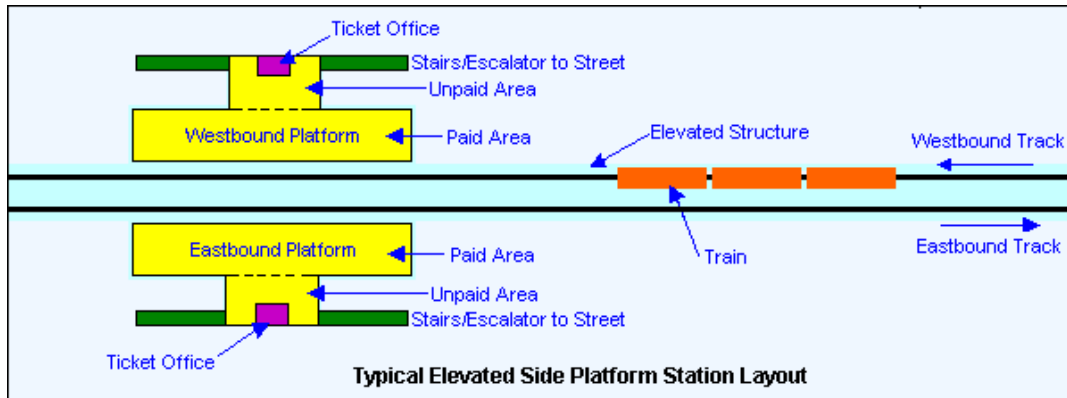 Ticket Office
Stairs/Escalator to Street
Unpaid Area
Westbound Platform
Paid Area
Elevated Structure
Westbound Track
Eastbound Platform
Paid Area
Train
Eastbound Track
Unpaid Area
Stairs/Escalator to Street
Ticket Office
Typical Elevated Side Platform Station Layout